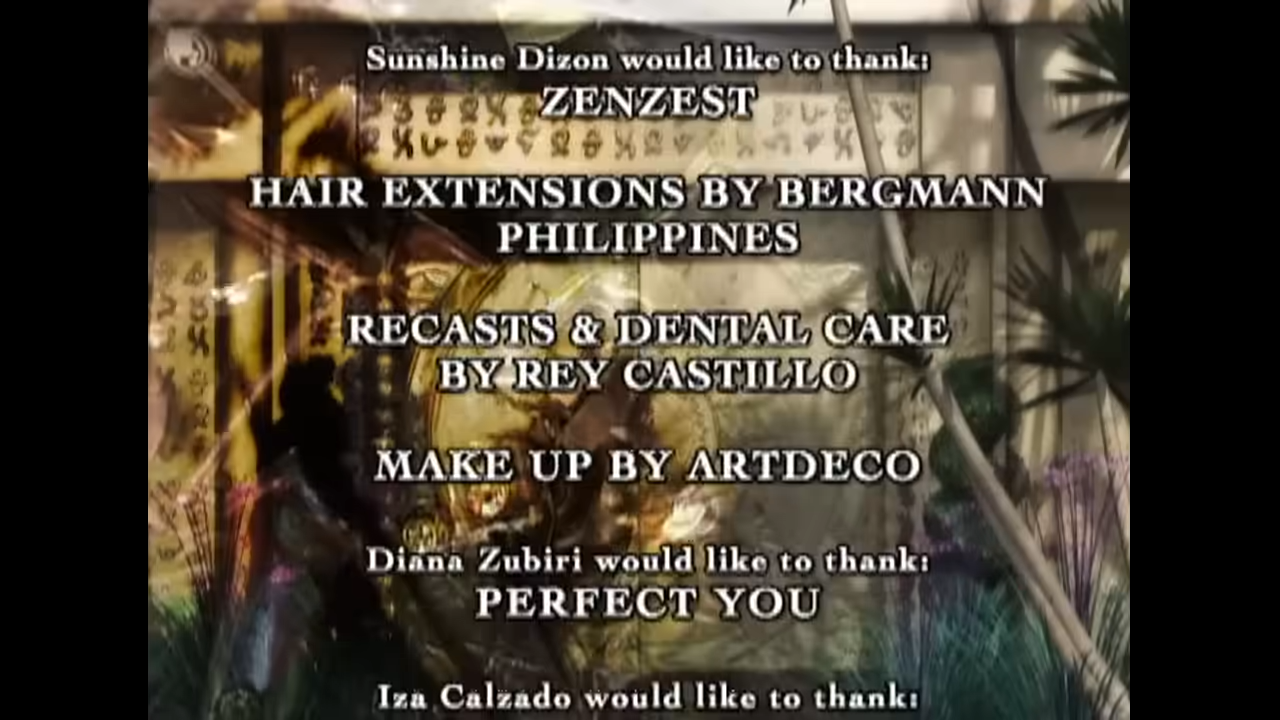 Sunshine Dizon would like to thank:
ZENZEST
HAIR EXTENSIONS BY BERGMANN
PHILIPPINES
RECASTS & DENTAL CARE
BY REY CASTILLO
MAKE UP BY ARTDECO
Diana Zubiri would like to thank:
PERFECT YOU
Iza Calzado would like to thank: